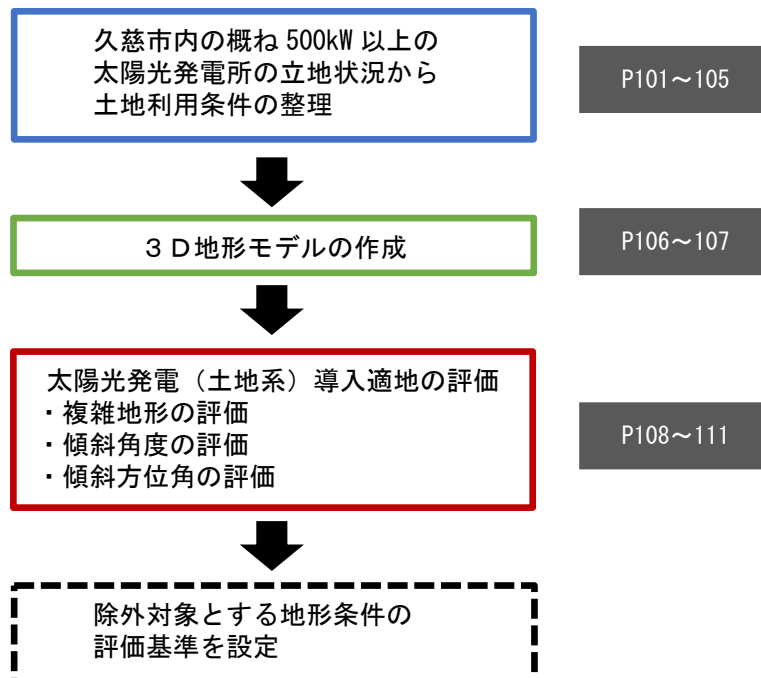 久慈市内の概ね 500kW 以上の
太陽光発電所の立地状況から
土地利用条件の整理
P101～105
３Ｄ地形モデルの作成
P106～107
太陽光発電（土地系）導入適地の評価
・複雑地形の評価
・傾斜角度の評価
・傾斜方位角の評価
P108～111
除外対象とする地形条件の
評価基準を設定